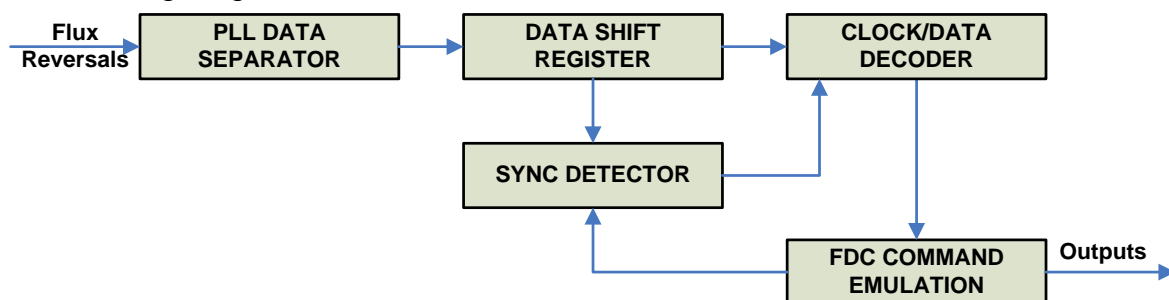 Flux
Reversals
PLL DATA
SEPARATOR
DATA SHIFT
REGISTER
CLOCK/DATA
DECODER
SYNC DETECTOR
FDC COMMAND
EMULATION
Outputs